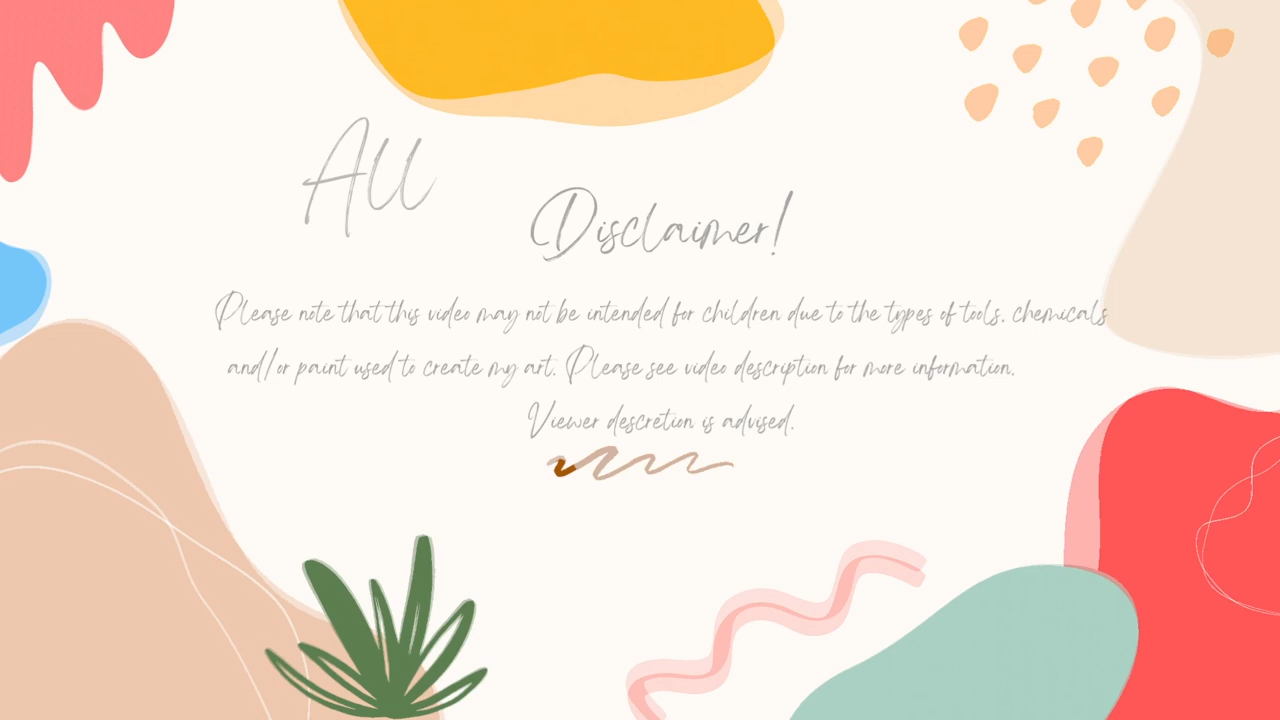 All
Disclaimer!
Please note that this video may not be intended for children due to the types of tools, chemicals
and/or paint used to create my art. Please see video description for more information.
Viewer descretion is advised.